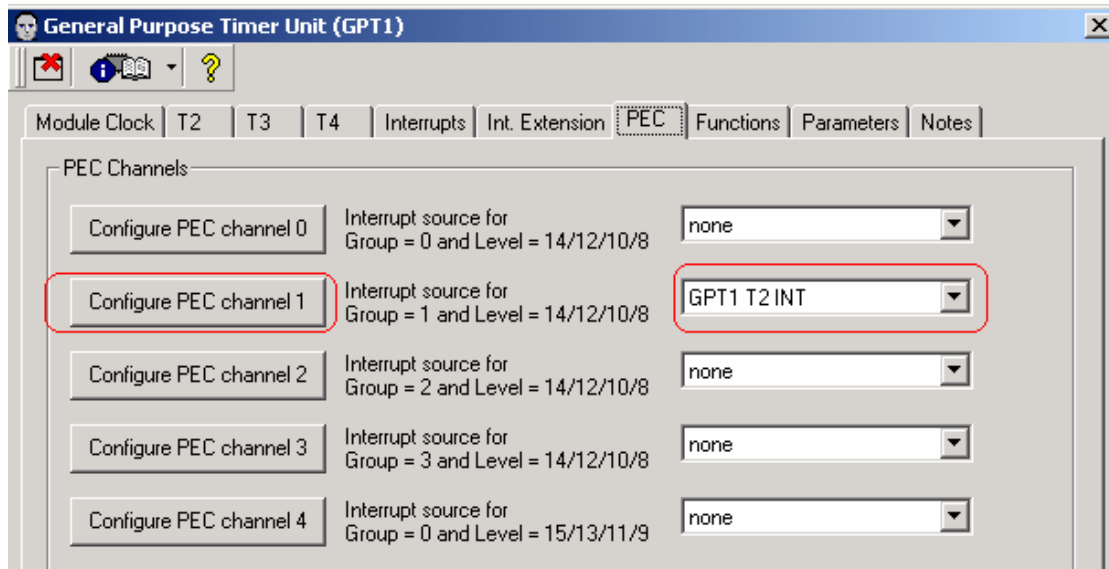 General Purpose Timer Unit (GPT1)
Module Clock T2 T3 T4 Interrupts Int. Extension PEC Functions Parameters Notes
PEC Channels
Configure PEC channel 0
Interrupt source for
Group = 0 and Level = 14/12/10/8
none
Configure PEC channel 1
Interrupt source for
Group = 1 and Level = 14/12/10/8
GPT1 T2 INT
Configure PEC channel 2
Interrupt source for
Group = 2 and Level = 14/12/10/8
none
Configure PEC channel 3
Interrupt source for
Group = 3 and Level = 14/12/10/8
none
Configure PEC channel 4
Interrupt source for
Group = 0 and Level = 15/13/11/9
none